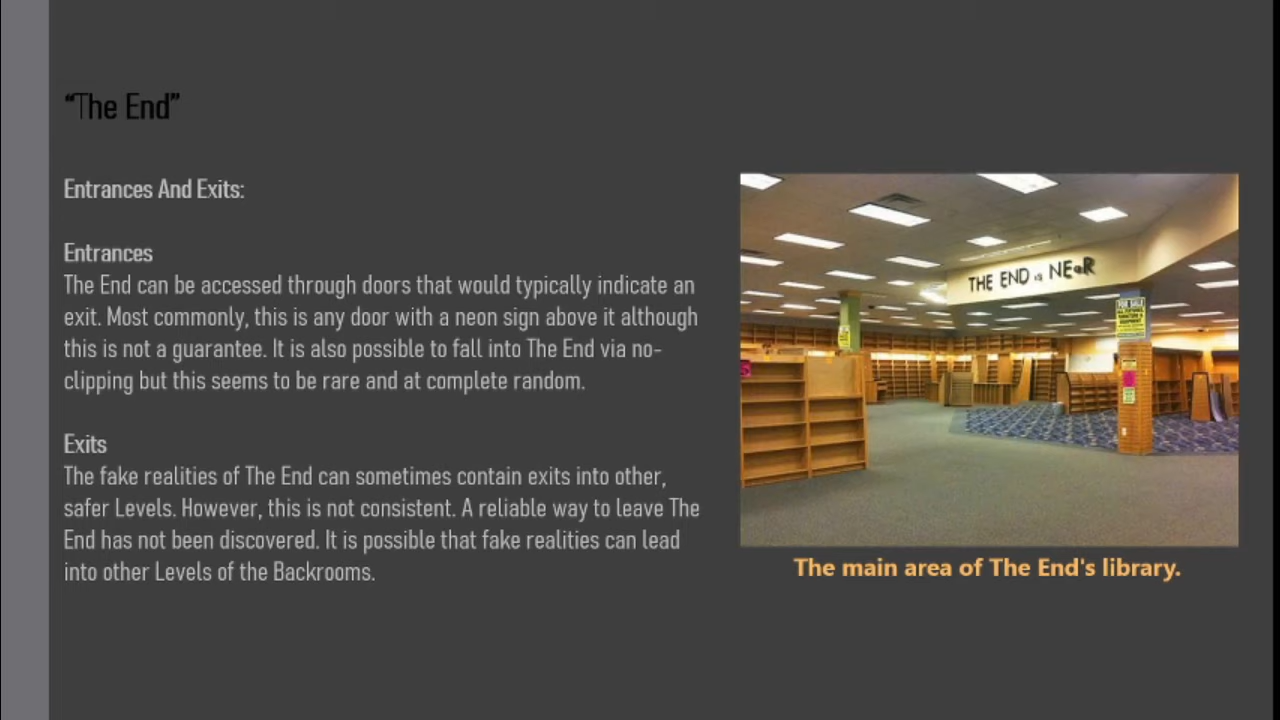 “The End”
Entrances And Exits:
Entrances
The End can be accessed through doors that would typically indicate an
exit. Most commonly, this is any door with a neon sign above it although
this is not a guarantee. It is also possible to fall into The End via no-
clipping but this seems to be rare and at complete random.
Exits
The fake realities of The End can sometimes contain exits into other,
safer Levels. However, this is not consistent. A reliable way to leave The
End has not been discovered. It is possible that fake realities can lead
into other Levels of the Backrooms.
THE END is NEaR
FOR SALE
The main area of The End's library.